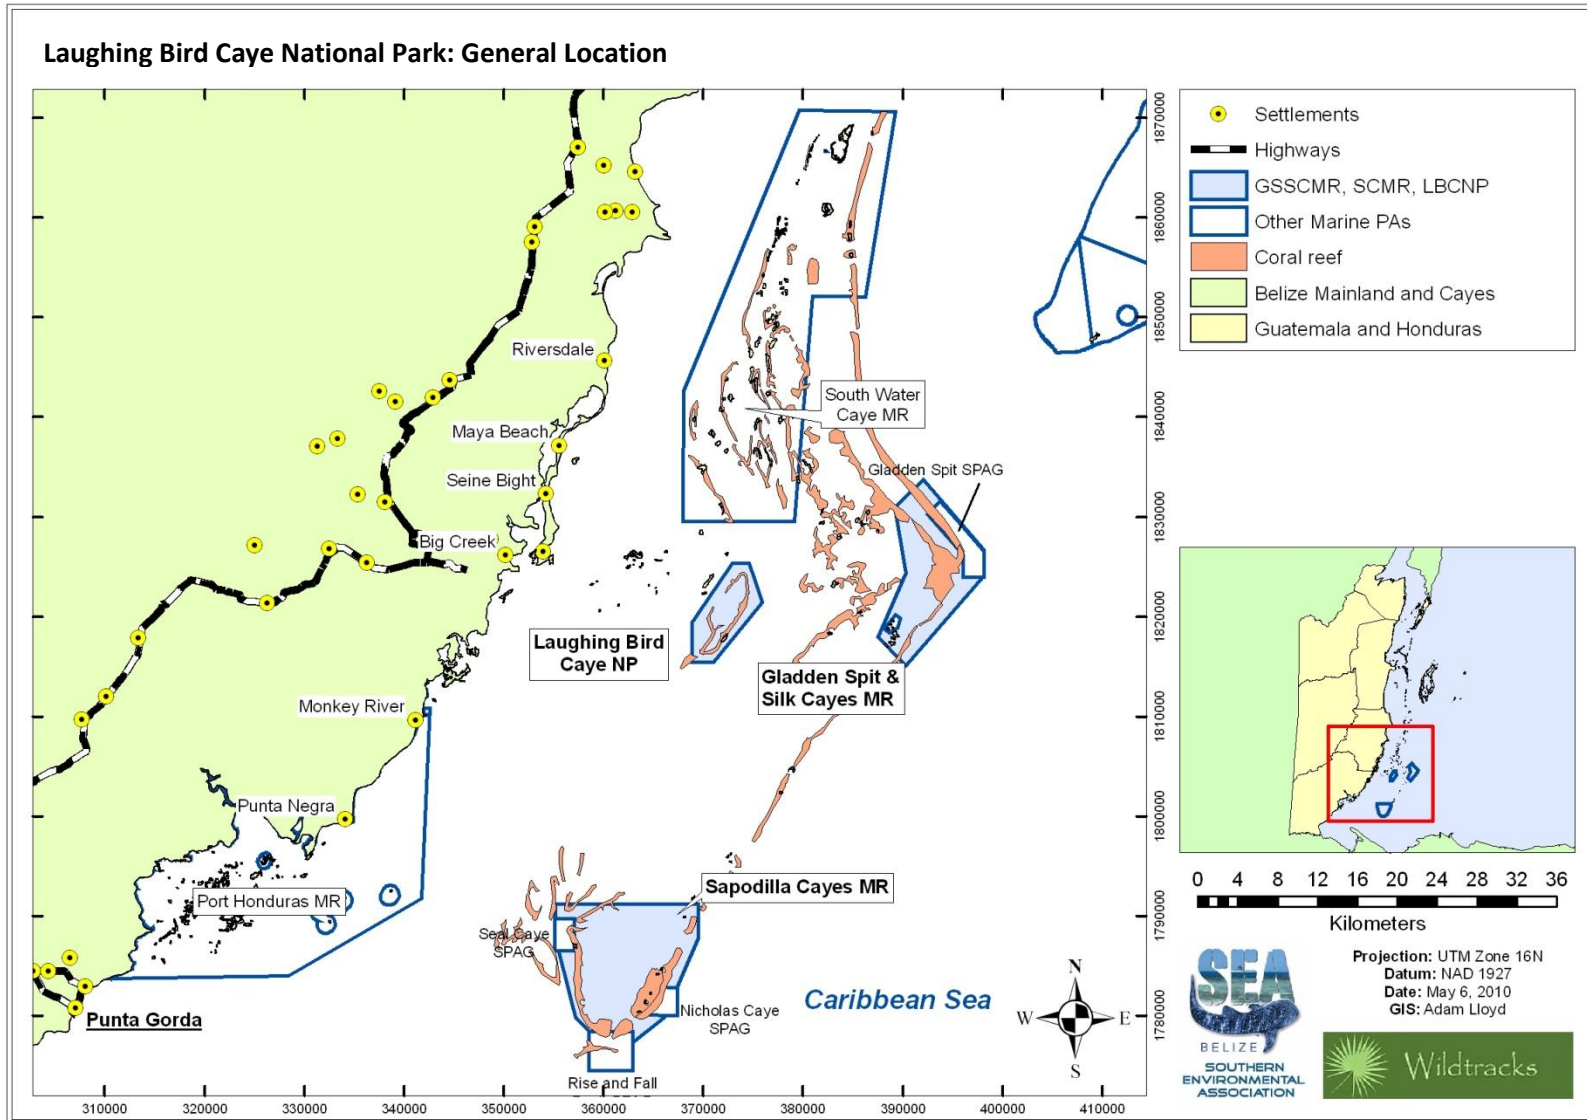 Laughing Bird Caye National Park: General Location
Settlements
Highways
GSSCMR, SCMR, LBCNP
Other Marine PAs
Coral reef
Belize Mainland and Cayes
Guatemala and Honduras
Riversdale
Maya Beach
Seine Bight
Big Creek
Monkey River
Punta Negra
Port Honduras MR
Punta Gorda
South Water
Caye MR
Gladden Spit SPAG
Laughing Bird
Caye NP
Gladden Spit &
Silk Cayes MR
Sapodilla Cayes MR
Seal Caye
SPAG
Nicholas Caye
SPAG
Rise and Fall
Caribbean Sea
N
W
E
S
1870000
1860000
1850000
1840000
1830000
1820000
1810000
1800000
1790000
1780000
310000
320000
330000
340000
350000
360000
370000
380000
390000
400000
410000
0 4 8 12 16 20 24 28 32 36
Kilometers
Projection: UTM Zone 16N
Datum: NAD 1927
Date: May 6, 2010
GIS: Adam Lloyd
SEA
BELIZE
SOUTHERN
ENVIRONMENTAL
ASSOCIATION
Wildtracks